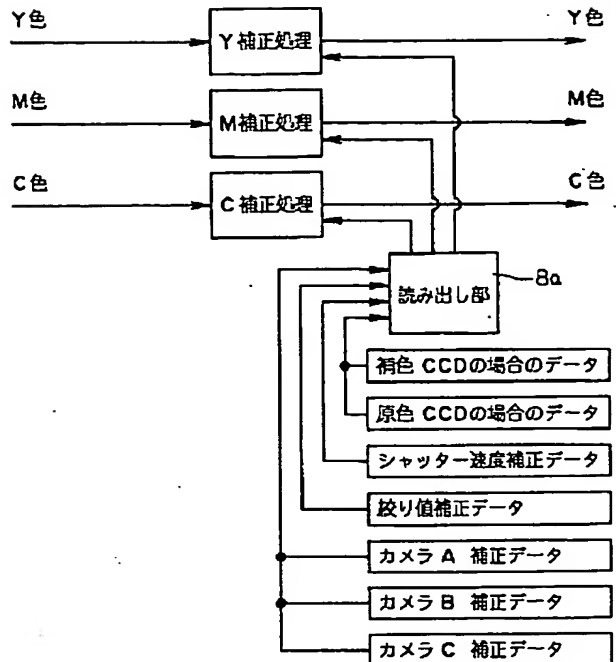 Y色
Y補正処理
Y色
M色
M補正処理
M色
C色
C補正処理
C色
読み出し部
8a
補色 CCDの場合のデータ
原色 CCDの場合のデータ
シャッター速度補正データ
絞り値補正データ
カメラ A 補正データ
カメラ B 補正データ
カメラ C 補正データ